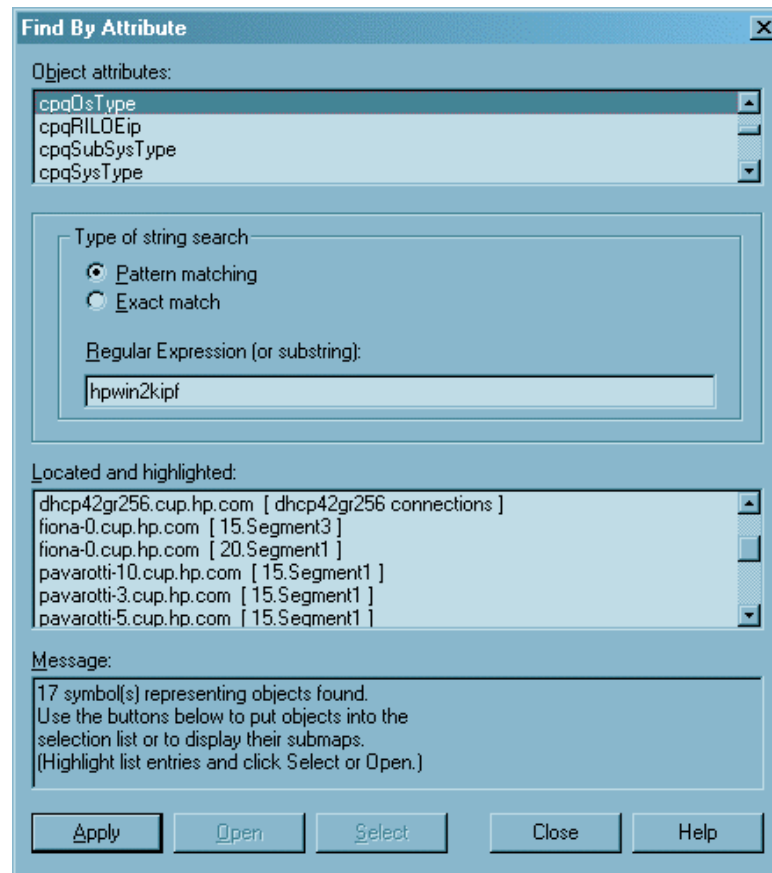 Find By Attribute
Object attributes:
cpqOsType
cpqRILOEip
cpqSubSysType
cpqSysType
Type of string search
Pattern matching
Exact match
Regular Expression (or substring):
hpwin2kipf
Located and highlighted:
dhcp42gr256.cup.hp.com [ dhcp42gr256 connections ]
fiona-0.cup.hp.com [ 15.Segment3 ]
fiona-0.cup.hp.com [ 20.Segment1 ]
pavarotti-10.cup.hp.com [ 15.Segment1 ]
pavarotti-3.cup.hp.com [ 15.Segment1 ]
pavarotti-5.cup.hp.com [ 15.Segment1 ]
Message:
17 symbol(s) representing objects found.
Use the buttons below to put objects into the
selection list or to display their submaps.
(Highlight list entries and click Select or Open.)
Apply Open Select Close Help